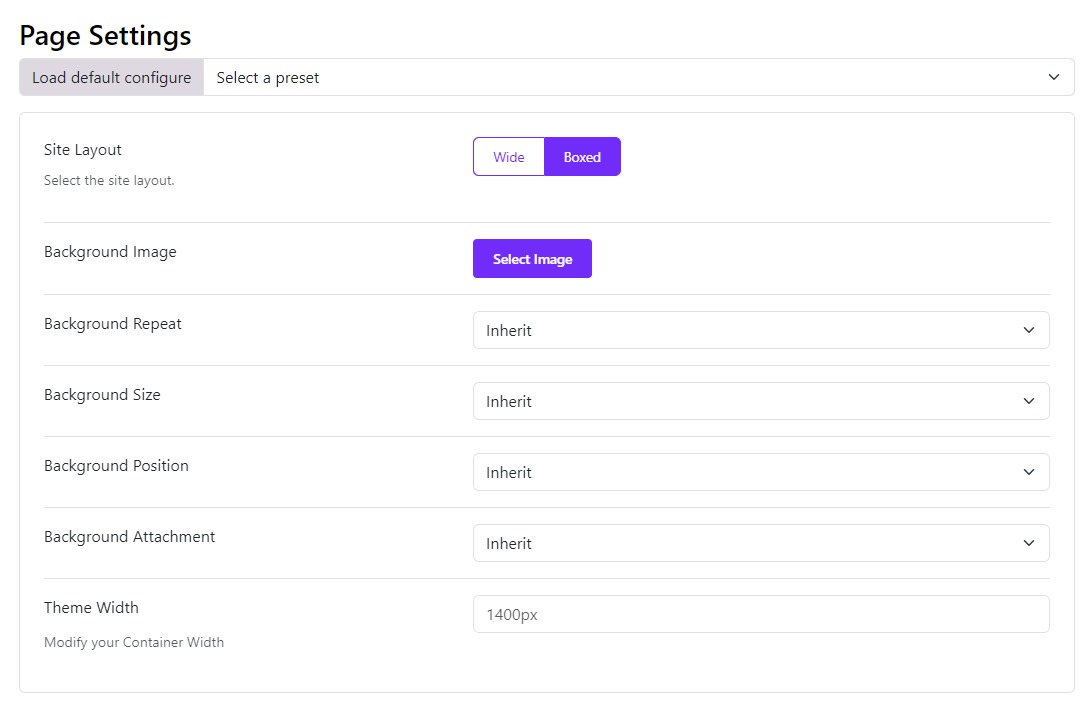 Page Settings
Load default configure Select a preset
Site Layout
Wide Boxed
Select the site layout.
Background Image
Select Image
Background Repeat
Inherit
Background Size
Inherit
Background Position
Inherit
Background Attachment
Inherit
Theme Width
1400px
Modify your Container Width